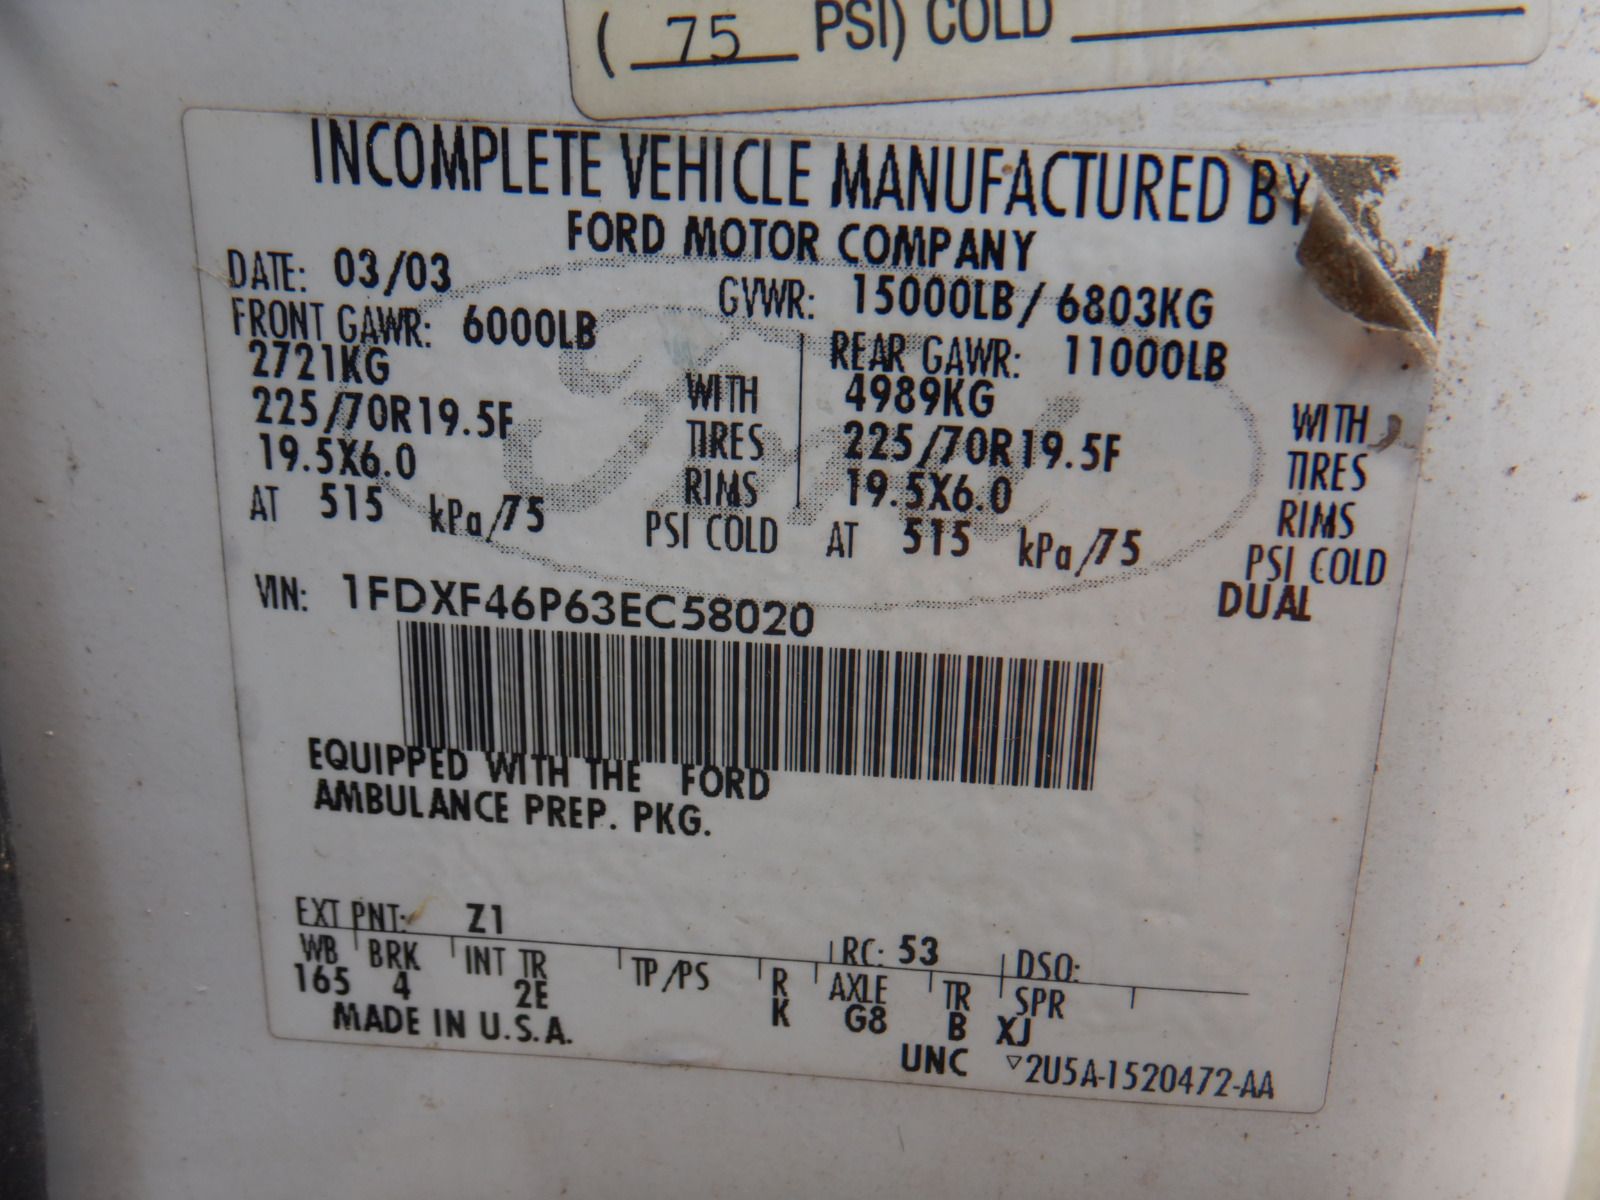 ( 75 PSI) COLD
INCOMPLETE VEHICLE MANUFACTURED BY
FORD MOTOR COMPANY
DATE: 03/03 GVWR: 15000LB/ 6803KG
FRONT GAWR: 6000LB REAR GAWR: 11000LB
2721KG WITH 4989KG WITH
225/70R19.5F TIRES 225/70R19.5F TIRES
19.5X6.0 RIMS 19.5X6.0 RIMS
AT 515 kPa/75 PSI COLD AT 515 kPa/75 PSI COLD
DUAL
VIN: 1FDXF46P63EC58020
EQUIPPED WITH THE FORD
AMBULANCE PREP. PKG.
EXT PNT: Z1 RC: 53 DSO:
WB BRK INT TR TP/PS R AXLE TR SPR
165 4 2E K G8 B XJ
MADE IN U.S.A. UNC ▽2U5A-1520472-AA